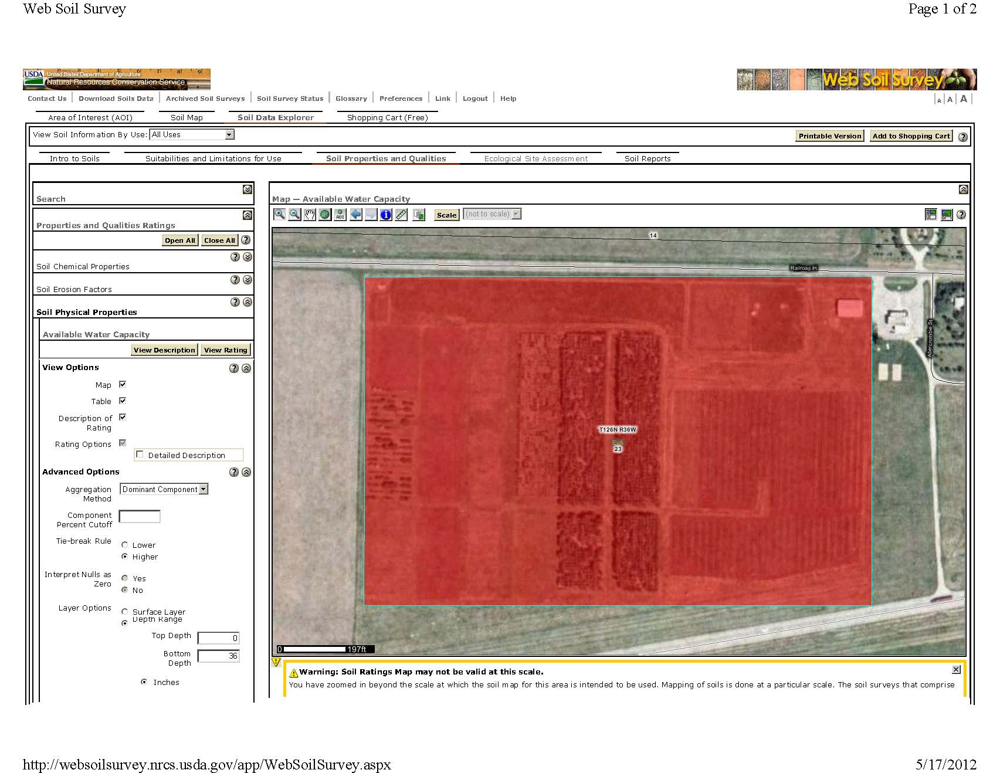 Web Soil Survey
Page 1 of 2
USDA United States Department of Agriculture
Natural Resources Conservation Service
Web Soil Survey
Contact Us Download Soils Data Archived Soil Surveys Soil Survey Status Glossary Preferences Link Logout Help
A A A
Area of Interest (AOI) Soil Map Soil Data Explorer Shopping Cart (Free)
View Soil Information By Use: All Uses
Printable Version Add to Shopping Cart ?
Intro to Soils Suitabilities and Limitations for Use Soil Properties and Qualities Ecological Site Assessment Soil Reports
Search
Properties and Qualities Ratings
Open All Close All ?
Soil Chemical Properties
Soil Erosion Factors
Soil Physical Properties
Available Water Capacity
View Description View Rating
View Options
Map
Table
Description of
Rating
Rating Options
Detailed Description
Advanced Options
Aggregation
Method
Dominant Component
Component
Percent Cutoff
Tie-break Rule
Lower
Higher
Interpret Nulls as
Zero
Yes
No
Layer Options
Surface Layer
Depth Range
Top Depth
0
Bottom
Depth
36
Inches
Map — Available Water Capacity
AOI
Scale (not to scale) ?
14
Railroad Pl
Abercrombie St
T126N R36W
23
0 197ft
Warning: Soil Ratings Map may not be valid at this scale.
You have zoomed in beyond the scale at which the soil map for this area is intended to be used. Mapping of soils is done at a particular scale. The soil surveys that comprise
http://websoilsurvey.nrcs.usda.gov/app/WebSoilSurvey.aspx
5/17/2012